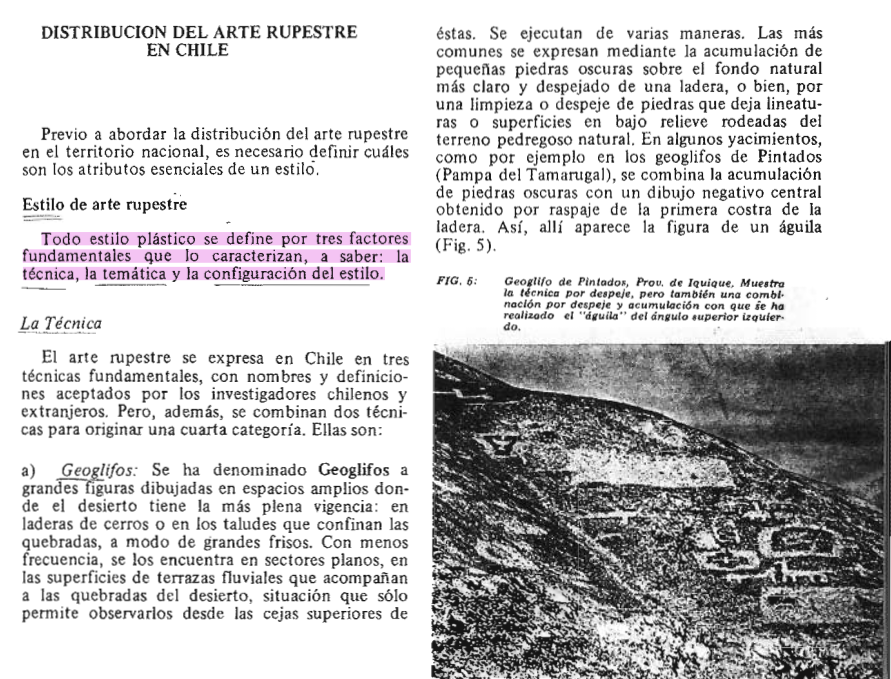 DISTRIBUCION DEL ARTE RUPESTRE
EN CHILE
Previo a abordar la distribución del arte rupestre
en el territorio nacional, es necesario definir cuáles
son los atributos esenciales de un estilo.
Estilo de arte rupestre
Todo estilo plástico se define por tres factores
fundamentales que lo caracterizan, a saber: la
técnica, la temática y la configuración del estilo.
La Técnica
El arte rupestre se expresa en Chile en tres
técnicas fundamentales, con nombres y definicio-
nes aceptados por los investigadores chilenos y
extranjeros. Pero, además, se combinan dos técni-
cas para originar una cuarta categoría. Ellas son:
a) Geoglifos: Se ha denominado Geoglifos a
grandes figuras dibujadas en espacios amplios don-
de el desierto tiene la más plena vigencia: en
laderas de cerros o en los taludes que confinan las
quebradas, a modo de grandes frisos. Con menos
frecuencia, se los encuentra en sectores planos, en
las superficies de terrazas fluviales que acompañan
a las quebradas del desierto, situación que sólo
permite observarlos desde las cejas superiores de
éstas. Se ejecutan de varias maneras. Las más
comunes se expresan mediante la acumulación de
pequeñas piedras oscuras sobre el fondo natural
más claro y despejado de una ladera, o bien, por
una limpieza o despeje de piedras que deja lineatu-
ras o superficies en bajo relieve rodeadas del
terreno pedregoso natural. En algunos yacimientos,
como por ejemplo en los geoglifos de Pintados
(Pampa del Tamarugal), se combina la acumulación
de piedras oscuras con un dibujo negativo central
obtenido por raspaje de la primera costra de la
ladera. Así, allí aparece la figura de un águila
(Fig. 5).
FIG. 5: Geoglifo de Pintados, Prov. de Iquique. Muestra
la técnica por despeje, pero también una combi-
nación por despeje y acumulación con que se ha
realizado el "águila" del ángulo superior izquier-
do.